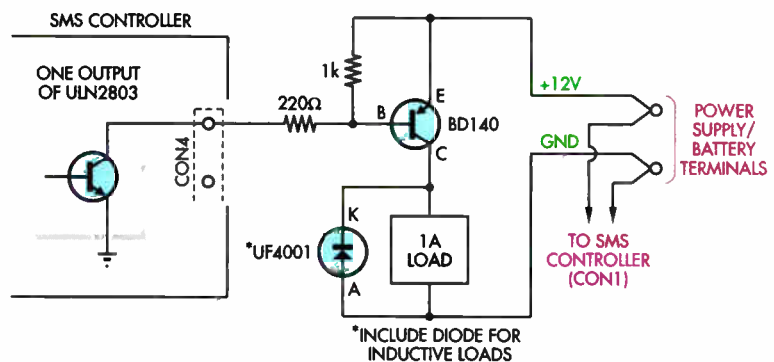 SMS CONTROLLER
ONE OUTPUT
OF ULN2803
CON4
220Ω
1k
B
E
C
BD140
K
A
*UF4001
1A
LOAD
*INCLUDE DIODE FOR
INDUCTIVE LOADS
+12V
GND
POWER
SUPPLY/
BATTERY
TERMINALS
TO SMS
CONTROLLER
(CON1)